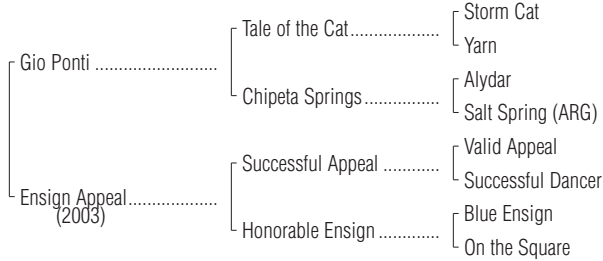 Storm Cat
Tale of the Cat....................
Yarn
Gio Ponti .........................
Alydar
Chipeta Springs................
Salt Spring (ARG)
Valid Appeal
Successful Appeal ............
Successful Dancer
Ensign Appeal..................
(2003)
Blue Ensign
Honorable Ensign .............
On the Square